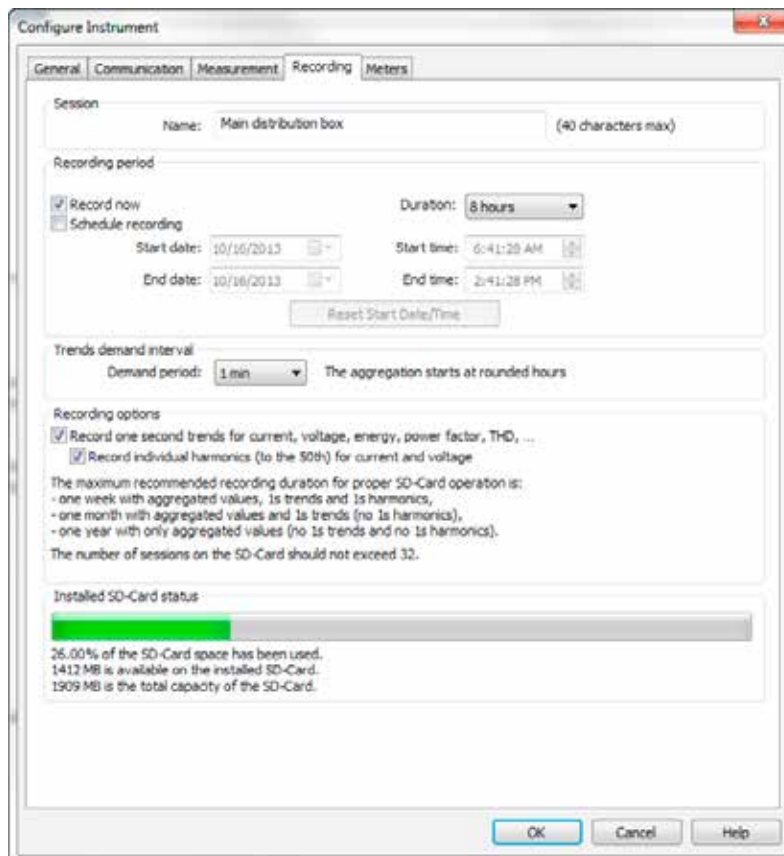 Configure Instrument
General Communication Measurement Recording Meters
Session
Name: Main distribution box (40 characters max)
Recording period
Record now Duration: 8 hours
Schedule recording
Start date: 10/16/2013 Start time: 6:41:28 AM
End date: 10/16/2013 End time: 2:41:28 PM
Reset Start Date/Time
Trends demand interval
Demand period: 1 min The aggregation starts at rounded hours
Recording options
Record one second trends for current, voltage, energy, power factor, THD, ...
Record individual harmonics (to the 50th) for current and voltage
The maximum recommended recording duration for proper SD-Card operation is:
- one week with aggregated values, 1s trends and 1s harmonics,
- one month with aggregated values and 1s trends (no 1s harmonics),
- one year with only aggregated values (no 1s trends and no 1s harmonics).
The number of sessions on the SD-Card should not exceed 32.
Installed SD-Card status
26.00% of the SD-Card space has been used.
1412 MB is available on the installed SD-Card.
1909 MB is the total capacity of the SD-Card.
OK Cancel Help